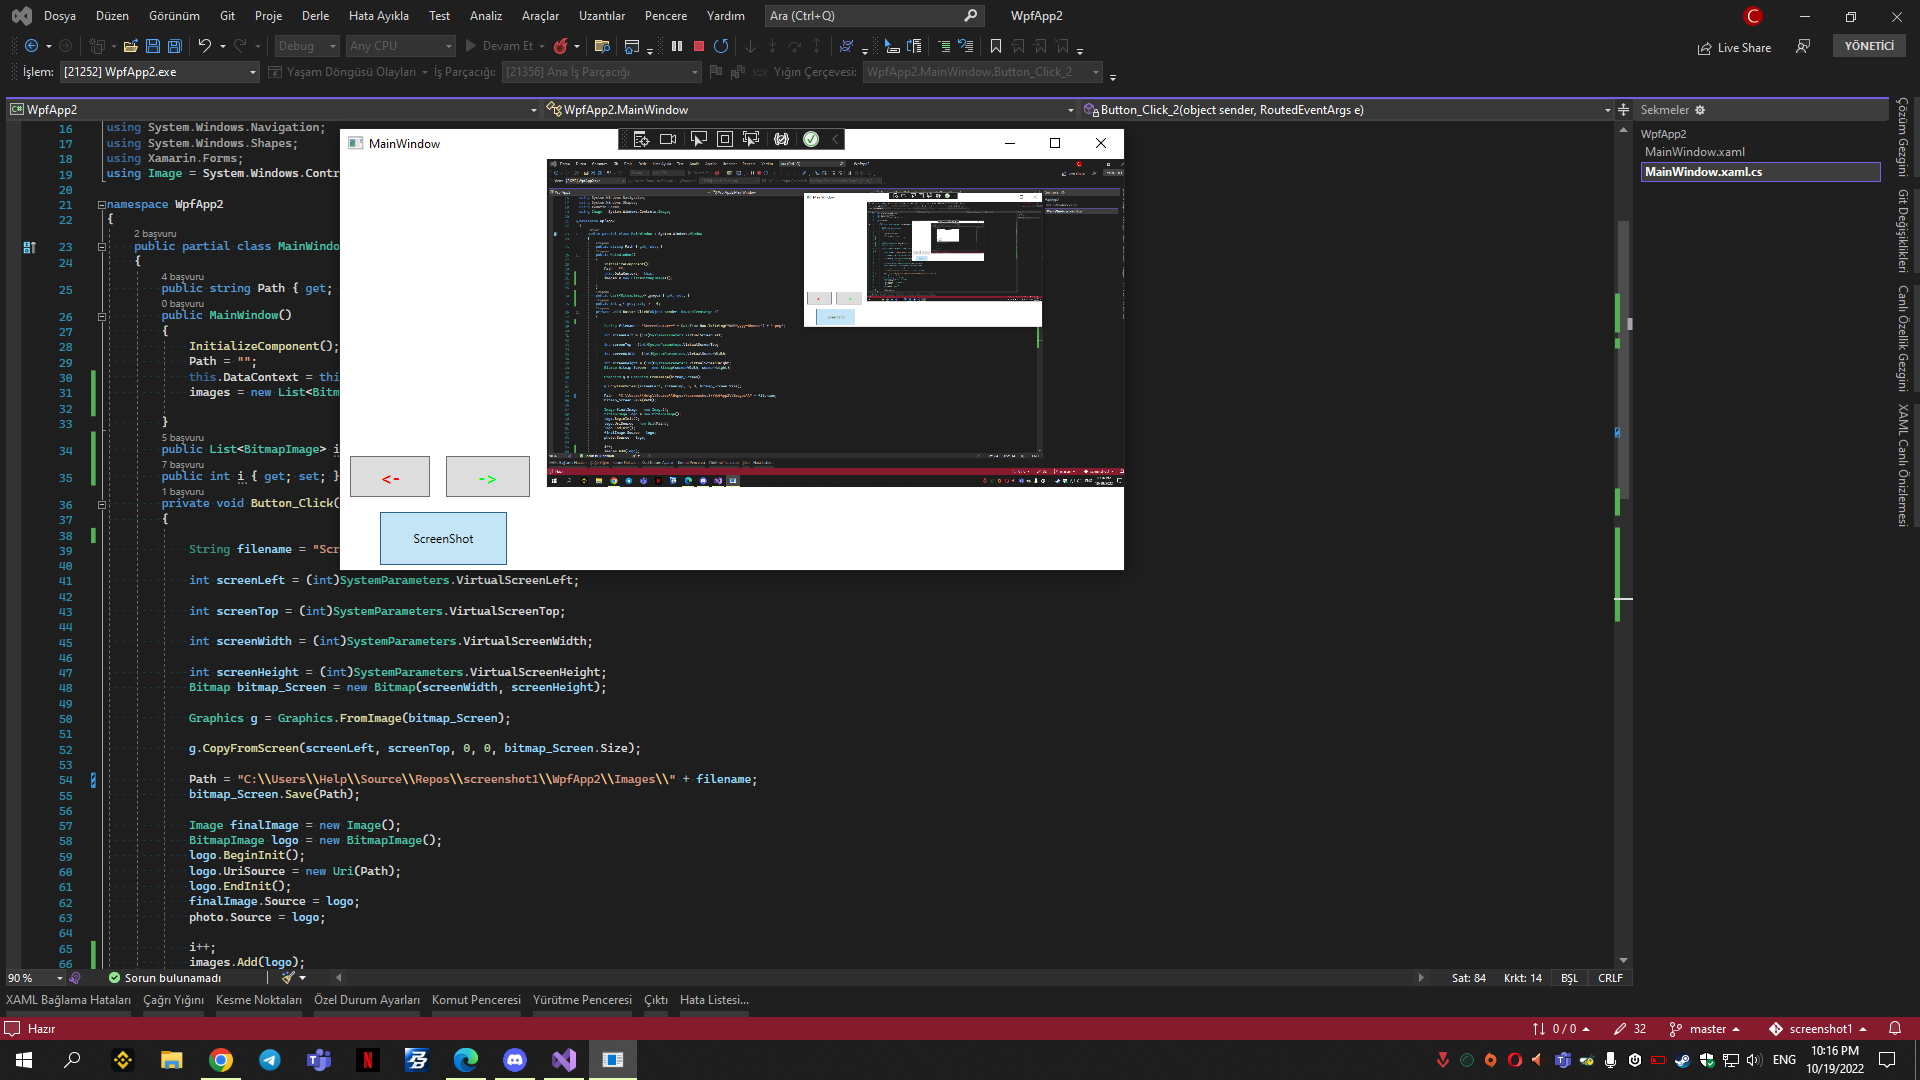 Dosya Düzen Görünüm Git Proje Derle Hata Ayıkla Test Analiz Araçlar Uzantılar Pencere Yardım Ara (Ctrl+Q) WpfApp2 C
Debug Any CPU Devam Et Live Share YÖNETİCİ
İşlem: [21252] WpfApp2.exe Yaşam Döngüsü Olayları İş Parçacığı: [21356] Ana İş Parçacığı Yığın Çerçevesi: WpfApp2.MainWindow.Button_Click_2
C# WpfApp2 WpfApp2.MainWindow Button_Click_2(object sender, RoutedEventArgs e)
Sekmeler
WpfApp2
MainWindow.xaml
MainWindow.xaml.cs
Çözüm Gezgini
Git Değişiklikleri
Canlı Özellik Gezgini
XAML Canlı Önizlemesi
16 using System.Windows.Navigation;
17 using System.Windows.Shapes;
18 using Xamarin.Forms;
19 using Image = System.Windows.Contr
20
21 namespace WpfApp2
22 {
2 başvuru
23 public partial class MainWindo
24 {
4 başvuru
25 public string Path { get;
0 başvuru
26 public MainWindow()
27 {
28 InitializeComponent();
29 Path = "";
30 this.DataContext = thi
31 images = new List<Bitm
32
33 }
5 başvuru
34 public List<BitmapImage> i
7 başvuru
35 public int i { get; set; }
1 başvuru
36 private void Button_Click(
37 {
38
39 String filename = "Scr
40
41 int screenLeft = (int)SystemParameters.VirtualScreenLeft;
42
43 int screenTop = (int)SystemParameters.VirtualScreenTop;
44
45 int screenWidth = (int)SystemParameters.VirtualScreenWidth;
46
47 int screenHeight = (int)SystemParameters.VirtualScreenHeight;
48 Bitmap bitmap_Screen = new Bitmap(screenWidth, screenHeight);
49
50 Graphics g = Graphics.FromImage(bitmap_Screen);
51
52 g.CopyFromScreen(screenLeft, screenTop, 0, 0, bitmap_Screen.Size);
53
54 Path = "C:\\Users\\Help\\Source\\Repos\\screenshot1\\WpfApp2\\Images\\" + filename;
55 bitmap_Screen.Save(Path);
56
57 Image finalImage = new Image();
58 BitmapImage logo = new BitmapImage();
59 logo.BeginInit();
60 logo.UriSource = new Uri(Path);
61 logo.EndInit();
62 finalImage.Source = logo;
63 photo.Source = logo;
64
65 i++;
66 images.Add(logo);
MainWindow
<- ->
ScreenShot
90 % Sorun bulunamadı Sat: 84 Krkt: 14 BŞL CRLF
XAML Bağlama Hataları Çağrı Yığını Kesme Noktaları Özel Durum Ayarları Komut Penceresi Yürütme Penceresi Çıktı Hata Listesi...
Hazır 0 / 0 32 master screenshot1
ENG 10:16 PM
10/19/2022